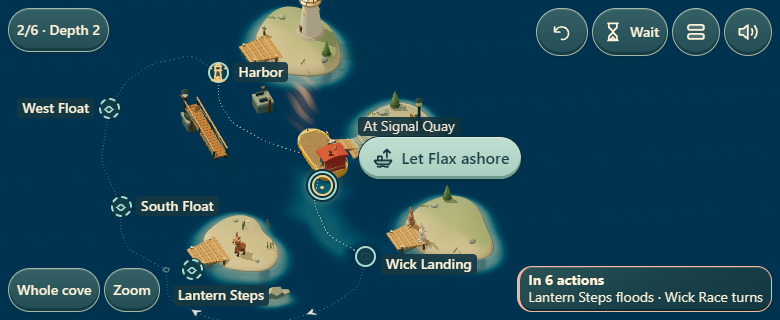 2/6 · Depth 2
Wait
Harbor
West Float
At Signal Quay
Let Flax ashore
South Float
Wick Landing
Whole cove
Zoom
Lantern Steps
In 6 actions
Lantern Steps floods · Wick Race turns